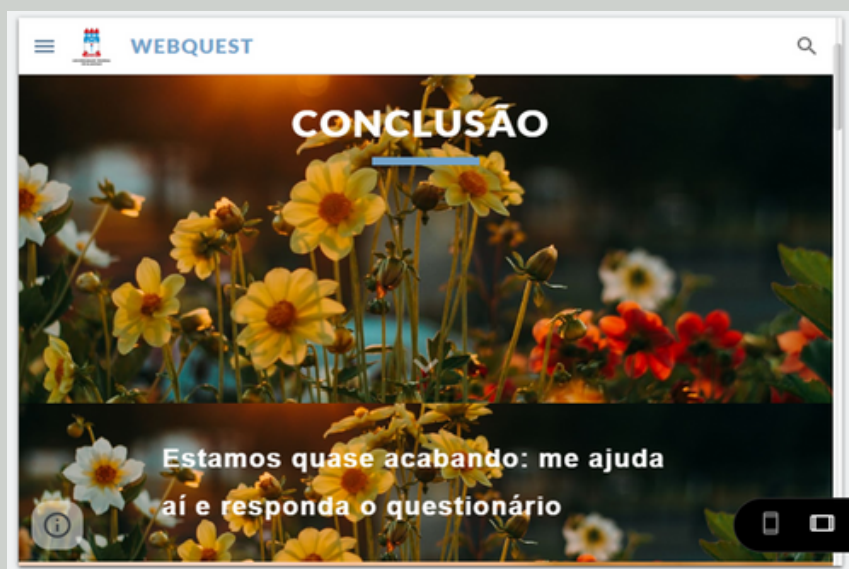 WEBQUEST
CONCLUSÃO
Estamos quase acabando: me ajuda
aí e responda o questionário